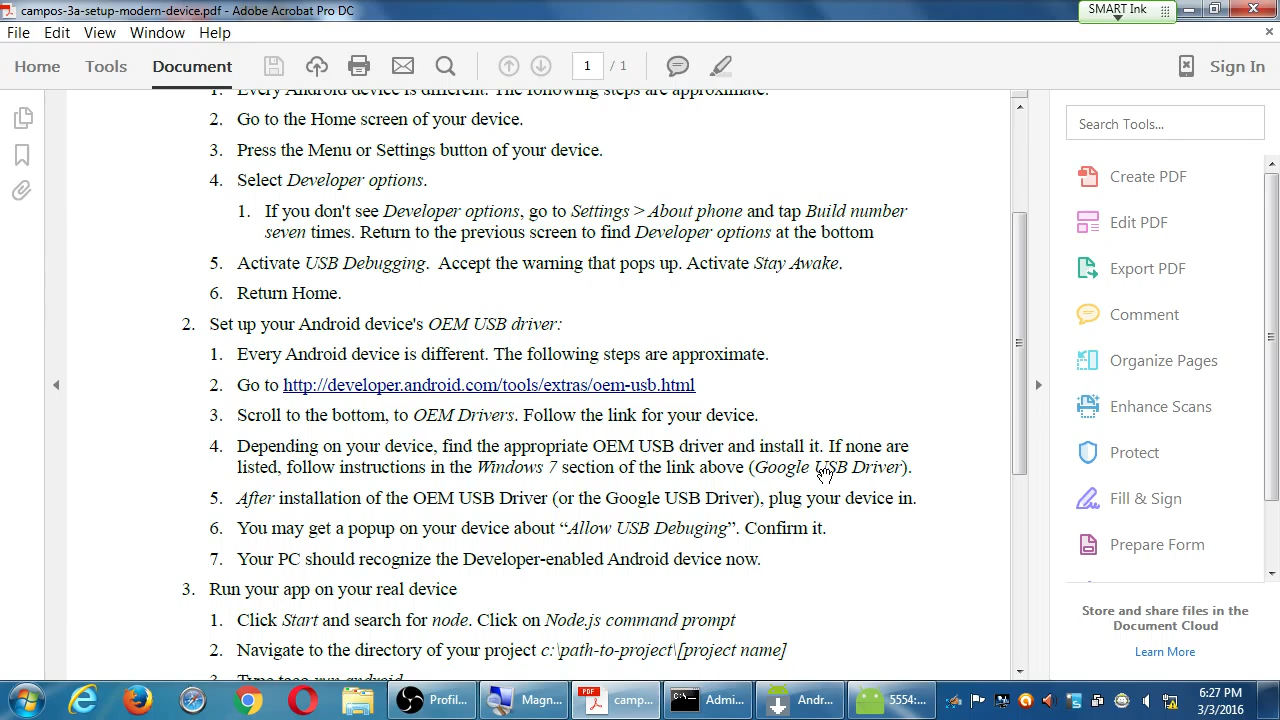 campos-3a-setup-modern-device.pdf - Adobe Acrobat Pro DC
SMART Ink
File Edit View Window Help
Home Tools Document 1 / 1 Sign In
1. Every Android device is different. The following steps are approximate.
2. Go to the Home screen of your device.
3. Press the Menu or Settings button of your device.
4. Select Developer options.
1. If you don't see Developer options, go to Settings > About phone and tap Build number
seven times. Return to the previous screen to find Developer options at the bottom
5. Activate USB Debugging. Accept the warning that pops up. Activate Stay Awake.
6. Return Home.
2. Set up your Android device's OEM USB driver:
1. Every Android device is different. The following steps are approximate.
2. Go to http://developer.android.com/tools/extras/oem-usb.html
3. Scroll to the bottom to OEM Drivers. Follow the link for your device.
4. Depending on your device, find the appropriate OEM USB driver and install it. If none are
listed, follow instructions in the Windows 7 section of the link above (Google USB Driver).
5. After installation of the OEM USB Driver (or the Google USB Driver), plug your device in.
6. You may get a popup on your device about “Allow USB Debuging”. Confirm it.
7. Your PC should recognize the Developer-enabled Android device now.
3. Run your app on your real device
1. Click Start and search for node. Click on Node.js command prompt
2. Navigate to the directory of your project c:\path-to-project\[project name]
Search Tools...
Create PDF
Edit PDF
Export PDF
Comment
Organize Pages
Enhance Scans
Protect
Fill & Sign
Prepare Form
Store and share files in the
Document Cloud
Learn More
Profil...
Magn...
camp...
Admi...
Andr...
5554:...
6:27 PM
3/3/2016